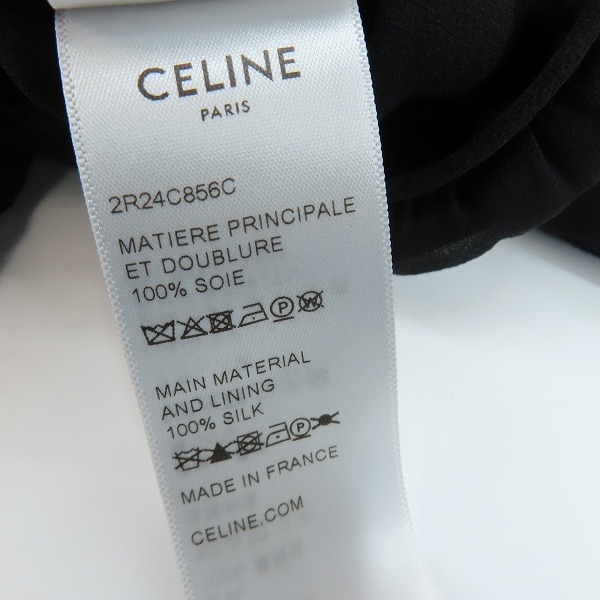 CELINE
PARIS
2R24C856C
MATIERE PRINCIPALE
ET DOUBLURE
100% SOIE
MAIN MATERIAL
AND LINING
100% SILK
MADE IN FRANCE
CELINE.COM